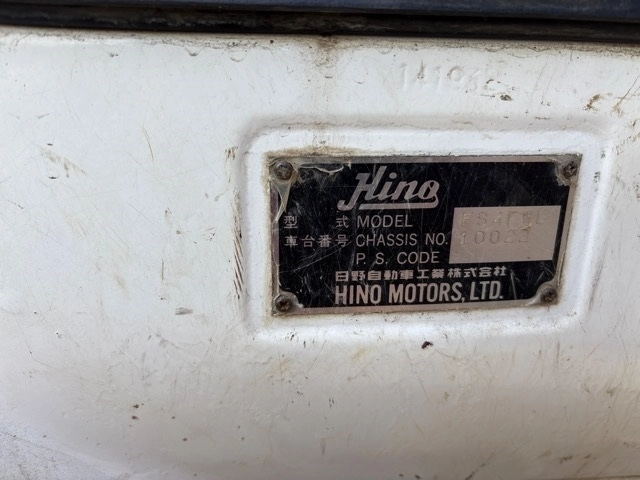 Hino
型 式 MODEL
車台番号 CHASSIS NO.
P. S. CODE
日野自動車工業株式会社
HINO MOTORS, LTD.